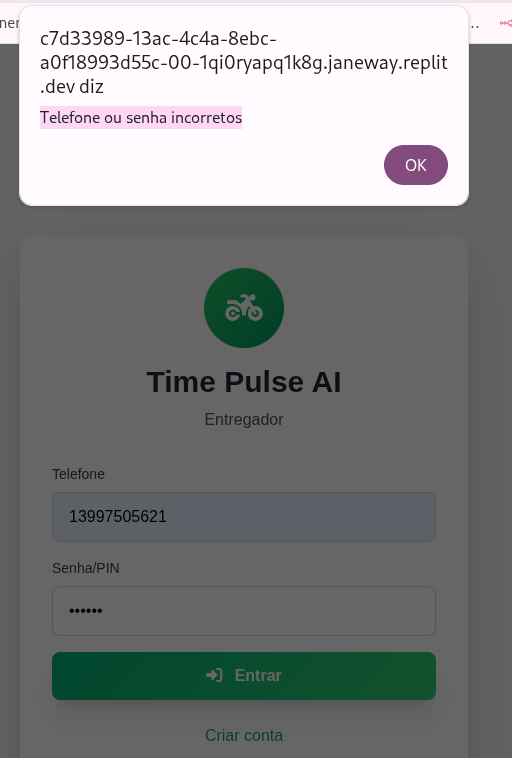 c7d33989-13ac-4c4a-8ebc-
a0f18993d55c-00-1qi0ryapq1k8g.janeway.replit
.dev diz
Telefone ou senha incorretos
OK
Time Pulse AI
Entregador
Telefone
13997505621
Senha/PIN
••••••
Entrar
Criar conta